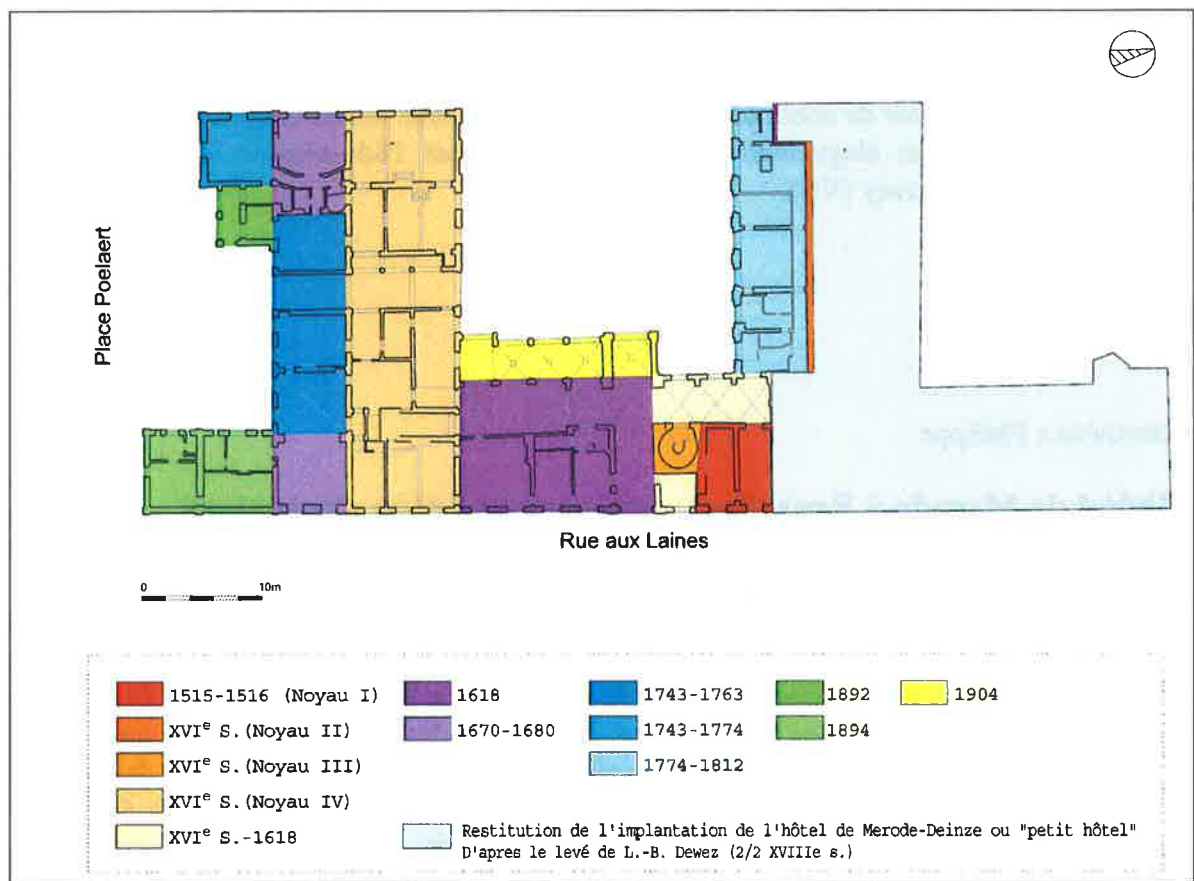 Place Poelaert
Rue aux Laines
0 10m
1515-1516 (Noyau I)
XVIe S. (Noyau II)
XVIe S. (Noyau III)
XVIe S. (Noyau IV)
XVIe S.-1618
1618
1670-1680
1743-1763
1743-1774
1774-1812
1892
1894
1904
Restitution de l'implantation de l'hôtel de Merode-Deinze ou "petit hôtel"
D'apres le levé de L.-B. Dewez (2/2 XVIIIe s.)